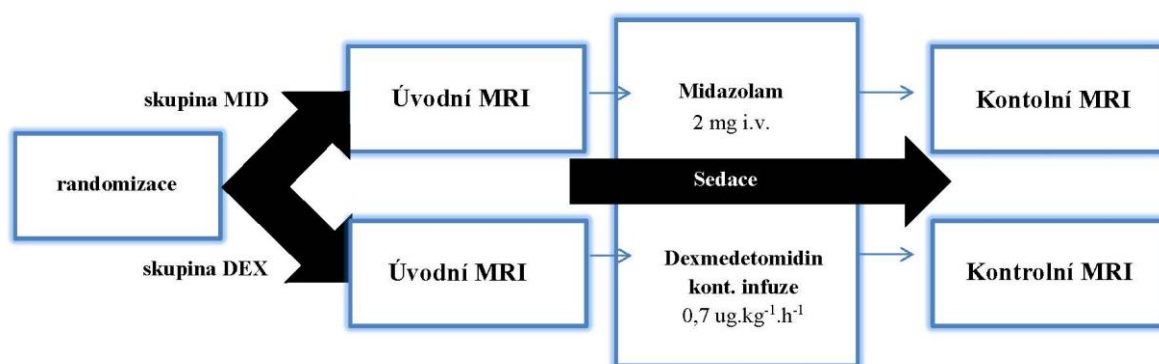 randomizace
skupina MID
skupina DEX
Úvodní MRI
Úvodní MRI
Midazolam
2 mg i.v.
Sedace
Dexmedetomidin
kont. infuze
0,7 ug.kg⁻¹.h⁻¹
Kontolní MRI
Kontrolní MRI